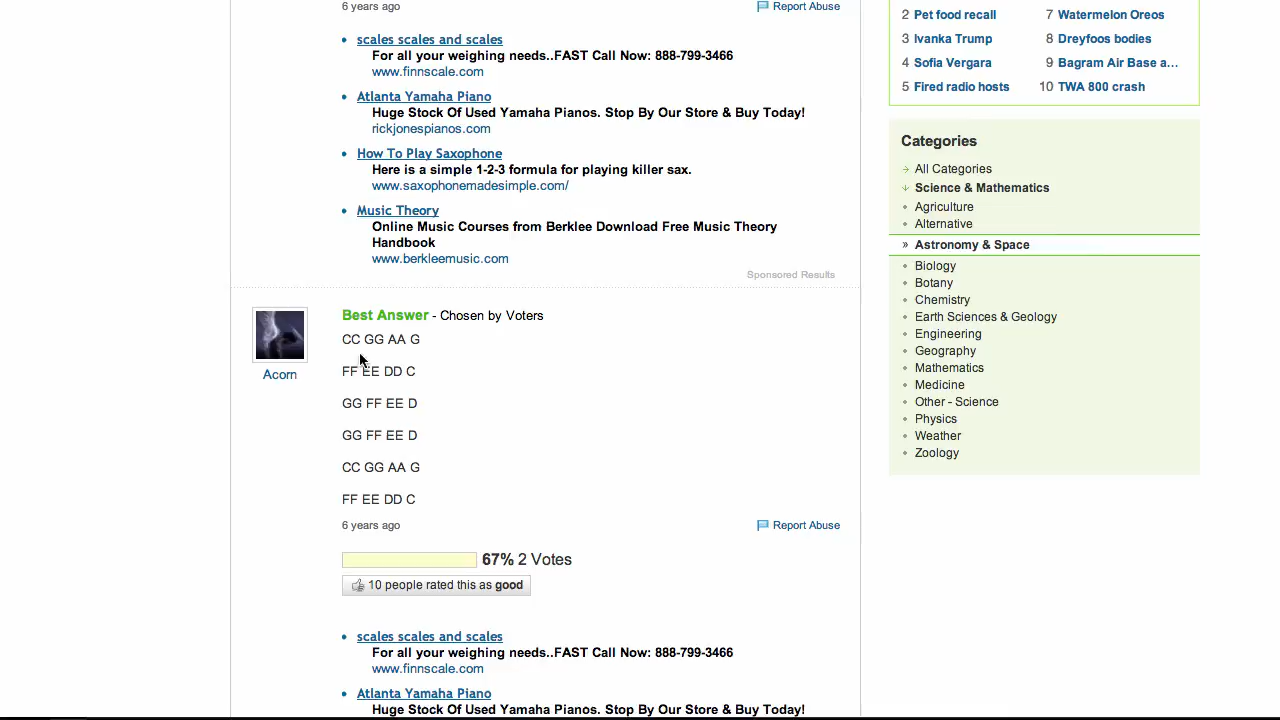 6 years ago
Report Abuse
scales scales and scales
For all your weighing needs..FAST Call Now: 888-799-3466
www.finnscale.com
Atlanta Yamaha Piano
Huge Stock Of Used Yamaha Pianos. Stop By Our Store & Buy Today!
rickjonespianos.com
How To Play Saxophone
Here is a simple 1-2-3 formula for playing killer sax.
www.saxophonemadesimple.com/
Music Theory
Online Music Courses from Berklee Download Free Music Theory
Handbook
www.berkleemusic.com
Sponsored Results
Acorn
Best Answer - Chosen by Voters
CC GG AA G
FF EE DD C
GG FF EE D
GG FF EE D
CC GG AA G
FF EE DD C
6 years ago
Report Abuse
67% 2 Votes
10 people rated this as good
scales scales and scales
For all your weighing needs..FAST Call Now: 888-799-3466
www.finnscale.com
Atlanta Yamaha Piano
Huge Stock Of Used Yamaha Pianos. Stop By Our Store & Buy Today!
2 Pet food recall
3 Ivanka Trump
4 Sofia Vergara
5 Fired radio hosts
7 Watermelon Oreos
8 Dreyfoos bodies
9 Bagram Air Base a...
10 TWA 800 crash
Categories
All Categories
Science & Mathematics
Agriculture
Alternative
» Astronomy & Space
Biology
Botany
Chemistry
Earth Sciences & Geology
Engineering
Geography
Mathematics
Medicine
Other - Science
Physics
Weather
Zoology